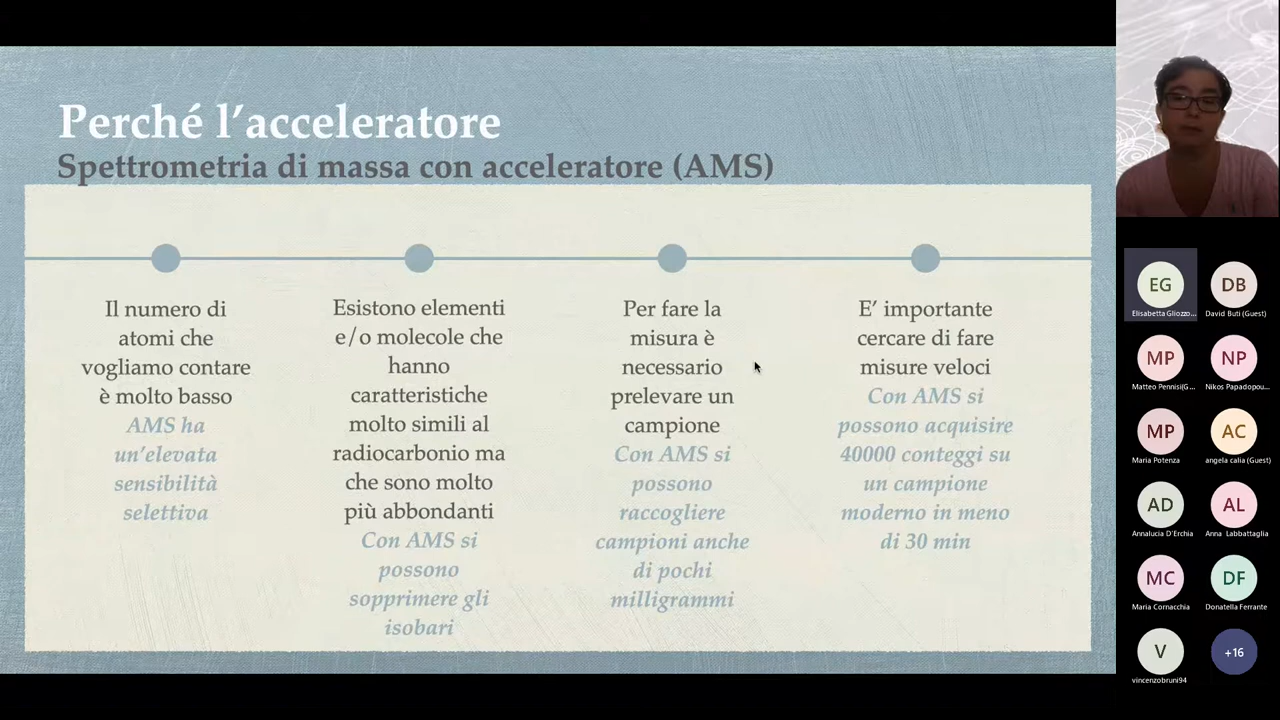 Perché l'acceleratore
Spettrometria di massa con acceleratore (AMS)
Il numero di
atomi che
vogliamo contare
è molto basso
AMS ha
un'elevata
sensibilità
selettiva
Esistono elementi
e/o molecole che
hanno
caratteristiche
molto simili al
radiocarbonio ma
che sono molto
più abbondanti
Con AMS si
possono
sopprimere gli
isobari
Per fare la
misura è
necessario
prelevare un
campione
Con AMS si
possono
raccogliere
campioni anche
di pochi
milligrammi
E' importante
cercare di fare
misure veloci
Con AMS si
possono acquisire
40000 conteggi su
un campione
moderno in meno
di 30 min
EG
Elisabetta Gliozzo...
DB
David Buti (Guest)
MP
Matteo Pennisi(G...
NP
Nikos Papadopou...
MP
Maria Potenza
AC
angela calia (Guest)
AD
Annalucia D'Erchia
AL
Anna Labbattaglia
MC
Maria Cornacchia
DF
Donatella Ferrante
V
vincenzobruni94
+16